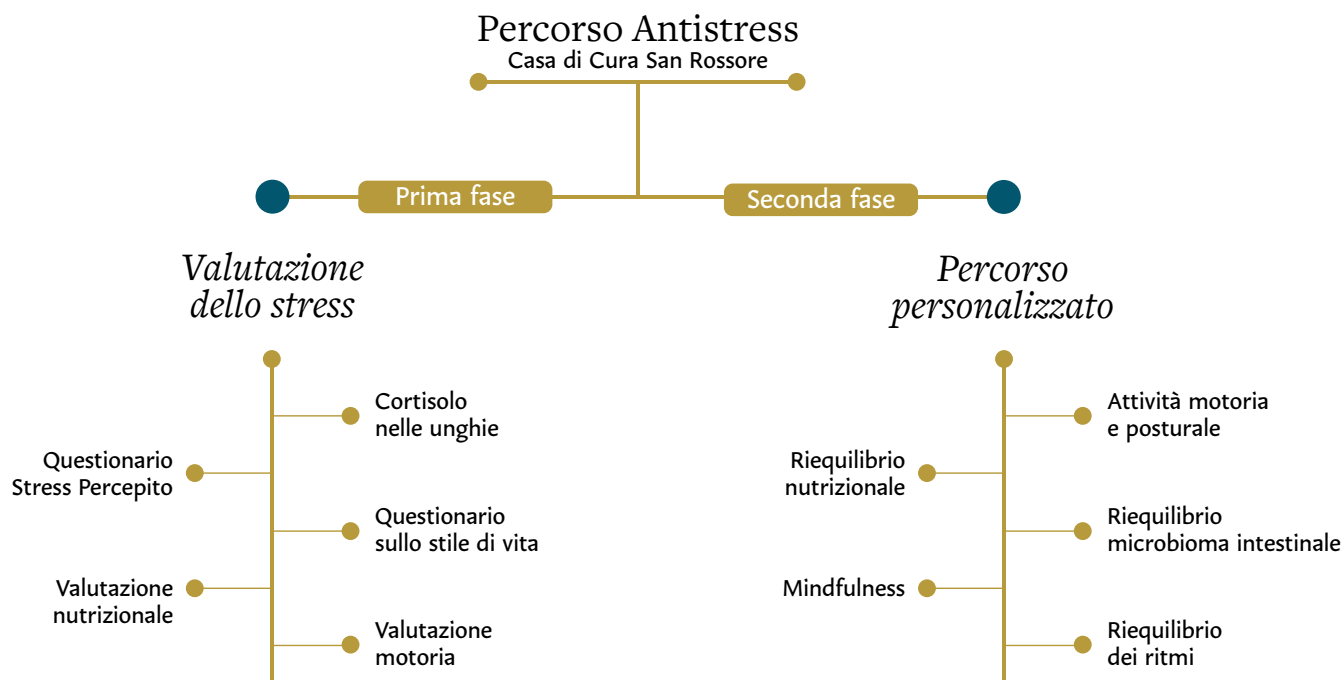 Percorso Antistress
Casa di Cura San Rossore
Prima fase
Seconda fase
Valutazione
dello stress
Cortisolo
nelle unghie
Questionario
Stress Percepito
Questionario
sullo stile di vita
Valutazione
nutrizionale
Valutazione
motoria
Percorso
personalizzato
Attività motoria
e posturale
Riequilibrio
nutrizionale
Riequilibrio
microbioma intestinale
Mindfulness
Riequilibrio
dei ritmi